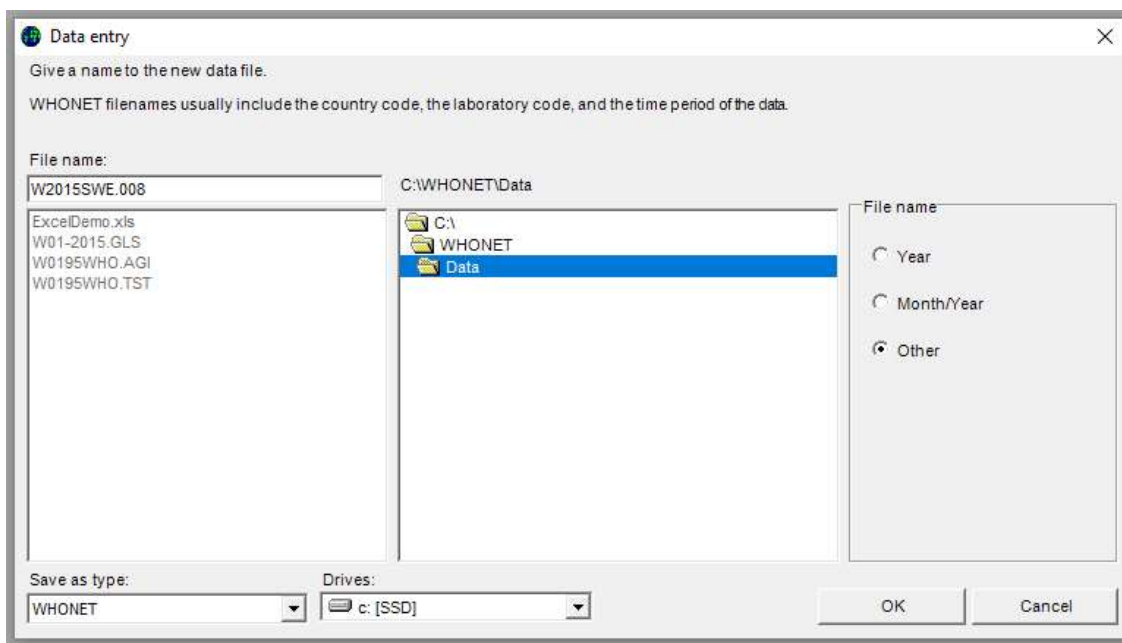 Data entry
Give a name to the new data file.
WHONET filenames usually include the country code, the laboratory code, and the time period of the data.
File name:
W2015SWE.008
C:\WHONET\Data
ExcelDemo.xls
W01-2015.GLS
W0195WHO.AGI
W0195WHO.TST
C:\
WHONET
Data
File name
Year
Month/Year
Other
Save as type:
WHONET
Drives:
c: [SSD]
OK
Cancel